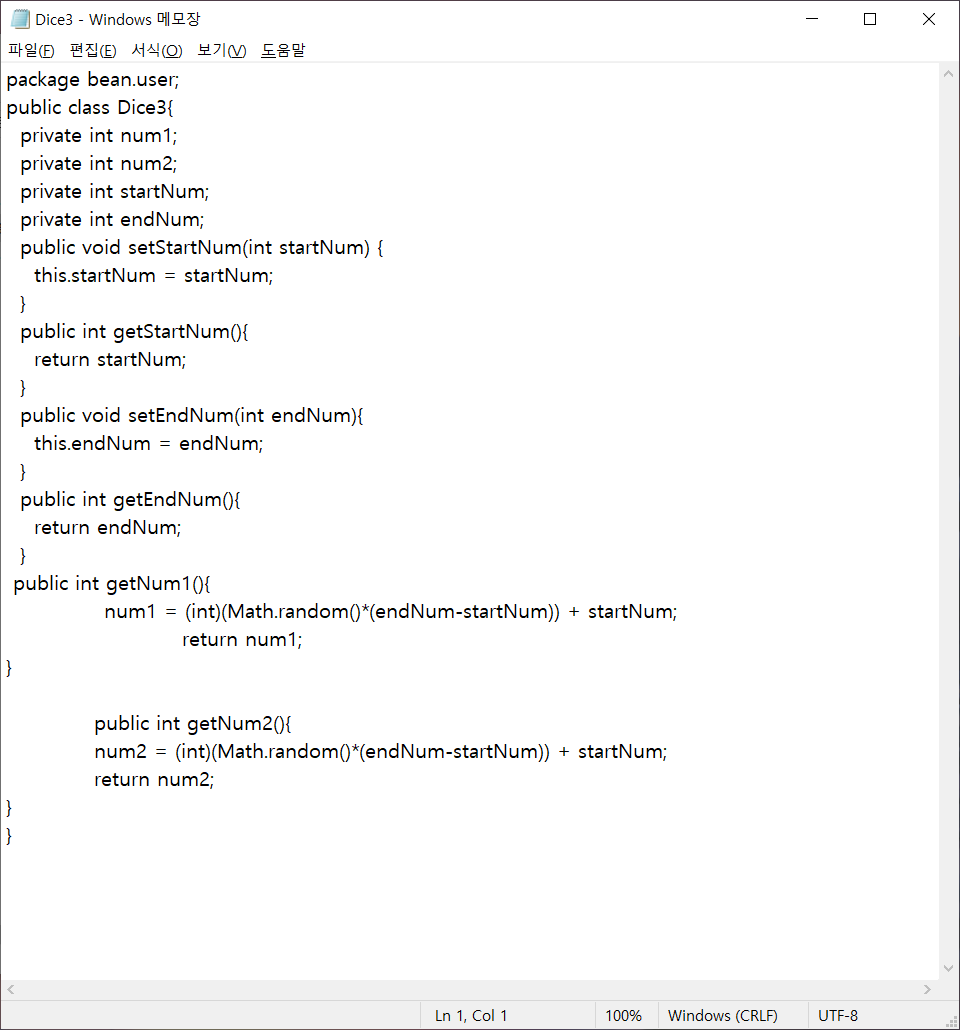 Dice3 - Windows 메모장
파일(F) 편집(E) 서식(O) 보기(V) 도움말
package bean.user;
public class Dice3{
private int num1;
private int num2;
private int startNum;
private int endNum;
public void setStartNum(int startNum) {
this.startNum = startNum;
}
public int getStartNum(){
return startNum;
}
public void setEndNum(int endNum){
this.endNum = endNum;
}
public int getEndNum(){
return endNum;
}
public int getNum1(){
num1 = (int)(Math.random()*(endNum-startNum)) + startNum;
return num1;
}
public int getNum2(){
num2 = (int)(Math.random()*(endNum-startNum)) + startNum;
return num2;
}
}
Ln 1, Col 1 100% Windows (CRLF) UTF-8